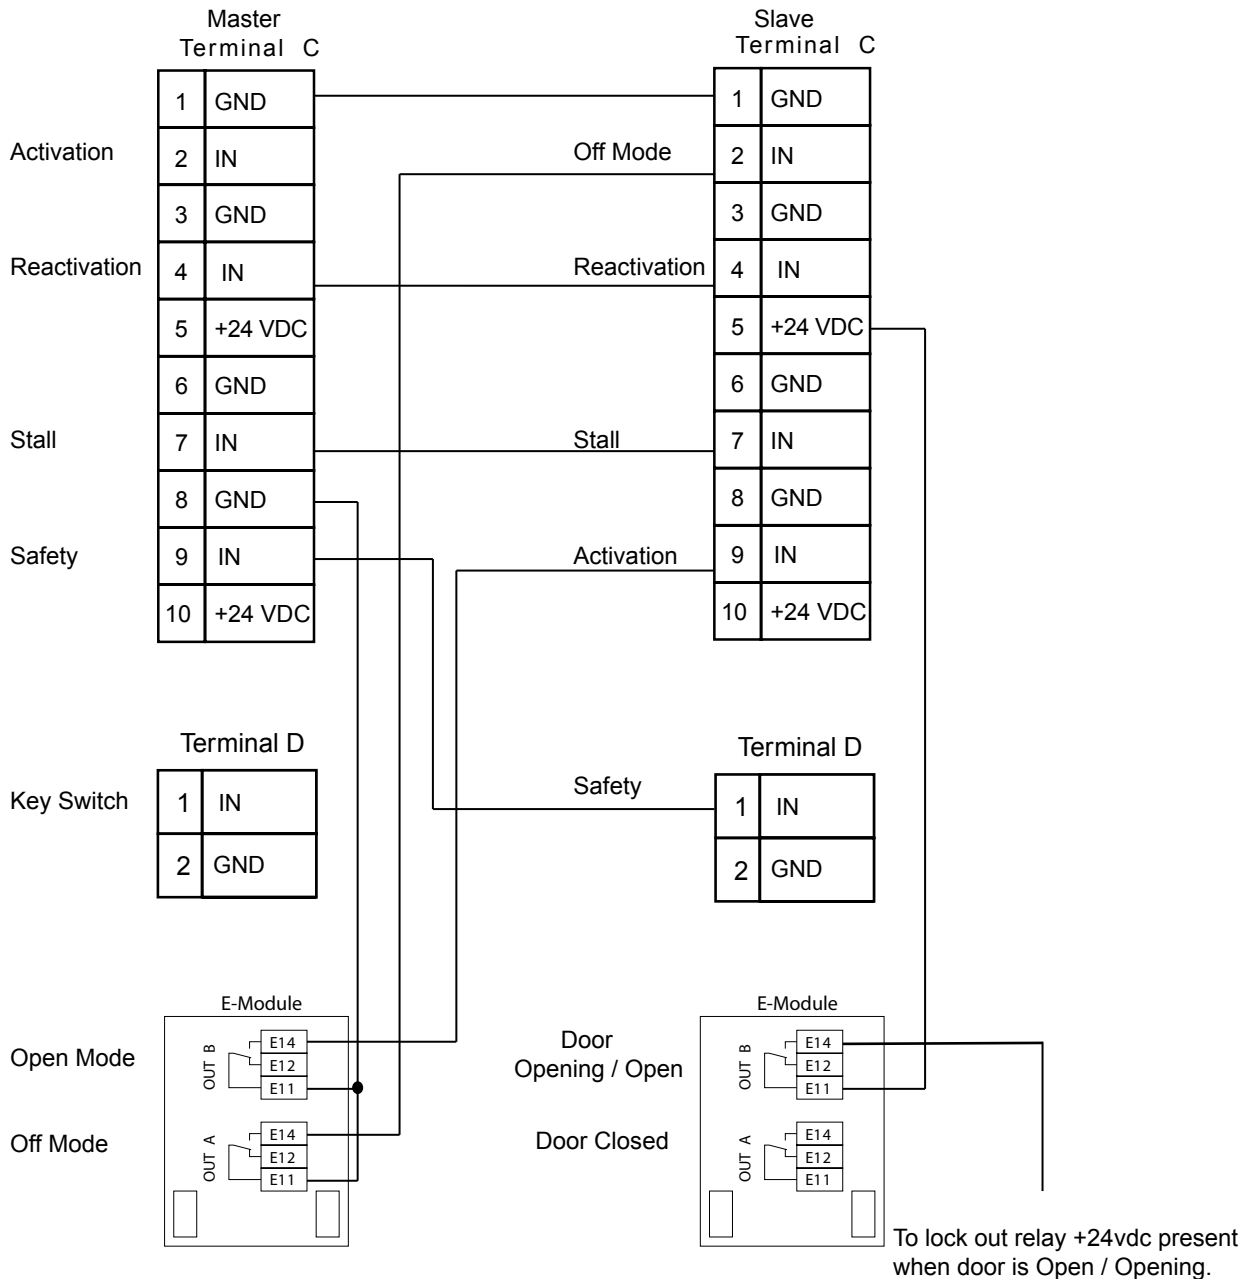 Master
Terminal C
1 GND
Activation 2 IN
3 GND
Reactivation 4 IN
5 +24 VDC
6 GND
Stall 7 IN
8 GND
Safety 9 IN
10 +24 VDC
Slave
Terminal C
1 GND
Off Mode 2 IN
3 GND
Reactivation 4 IN
5 +24 VDC
6 GND
Stall 7 IN
8 GND
Activation 9 IN
10 +24 VDC
Terminal D
Key Switch 1 IN
2 GND
Terminal D
Safety 1 IN
2 GND
E-Module
Open Mode
OUT B
E14
E12
E11
Off Mode
OUT A
E14
E12
E11
E-Module
Door
Opening / Open
OUT B
E14
E12
E11
Door Closed
OUT A
E14
E12
E11
To lock out relay +24vdc present
when door is Open / Opening.